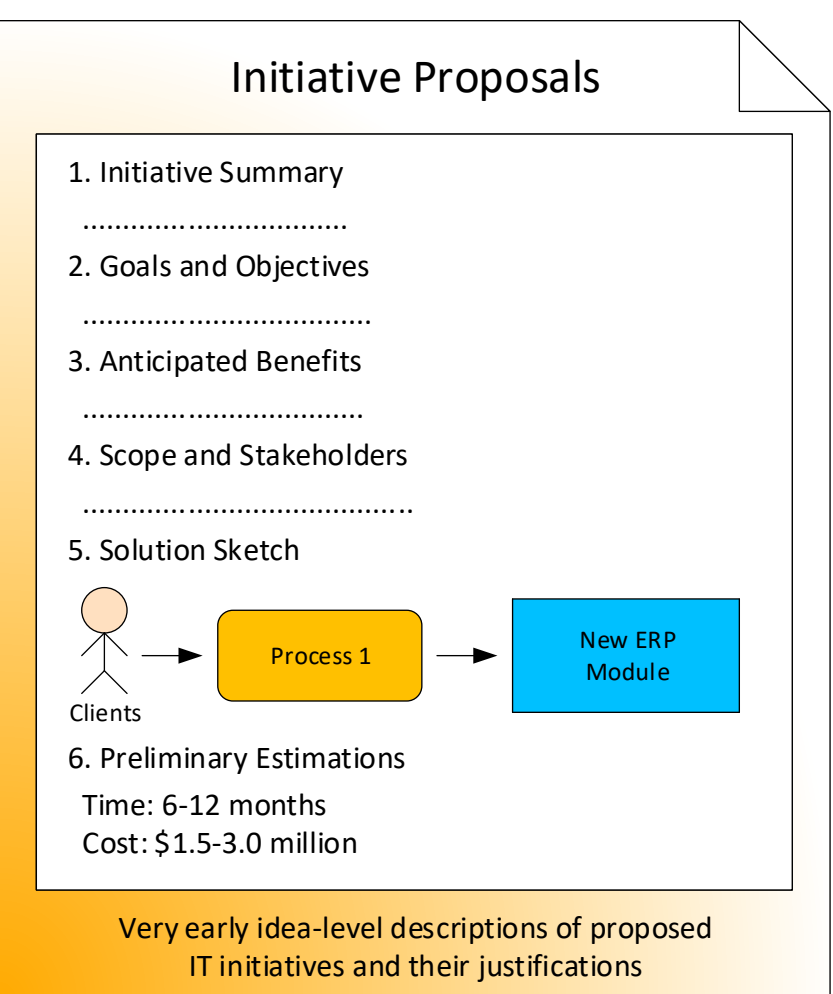 Initiative Proposals
1. Initiative Summary
.................................
2. Goals and Objectives
....................................
3. Anticipated Benefits
...................................
4. Scope and Stakeholders
.........................................
5. Solution Sketch
Process 1
New ERP
Module
Clients
6. Preliminary Estimations
Time: 6-12 months
Cost: $1.5-3.0 million
Very early idea-level descriptions of proposed
IT initiatives and their justifications